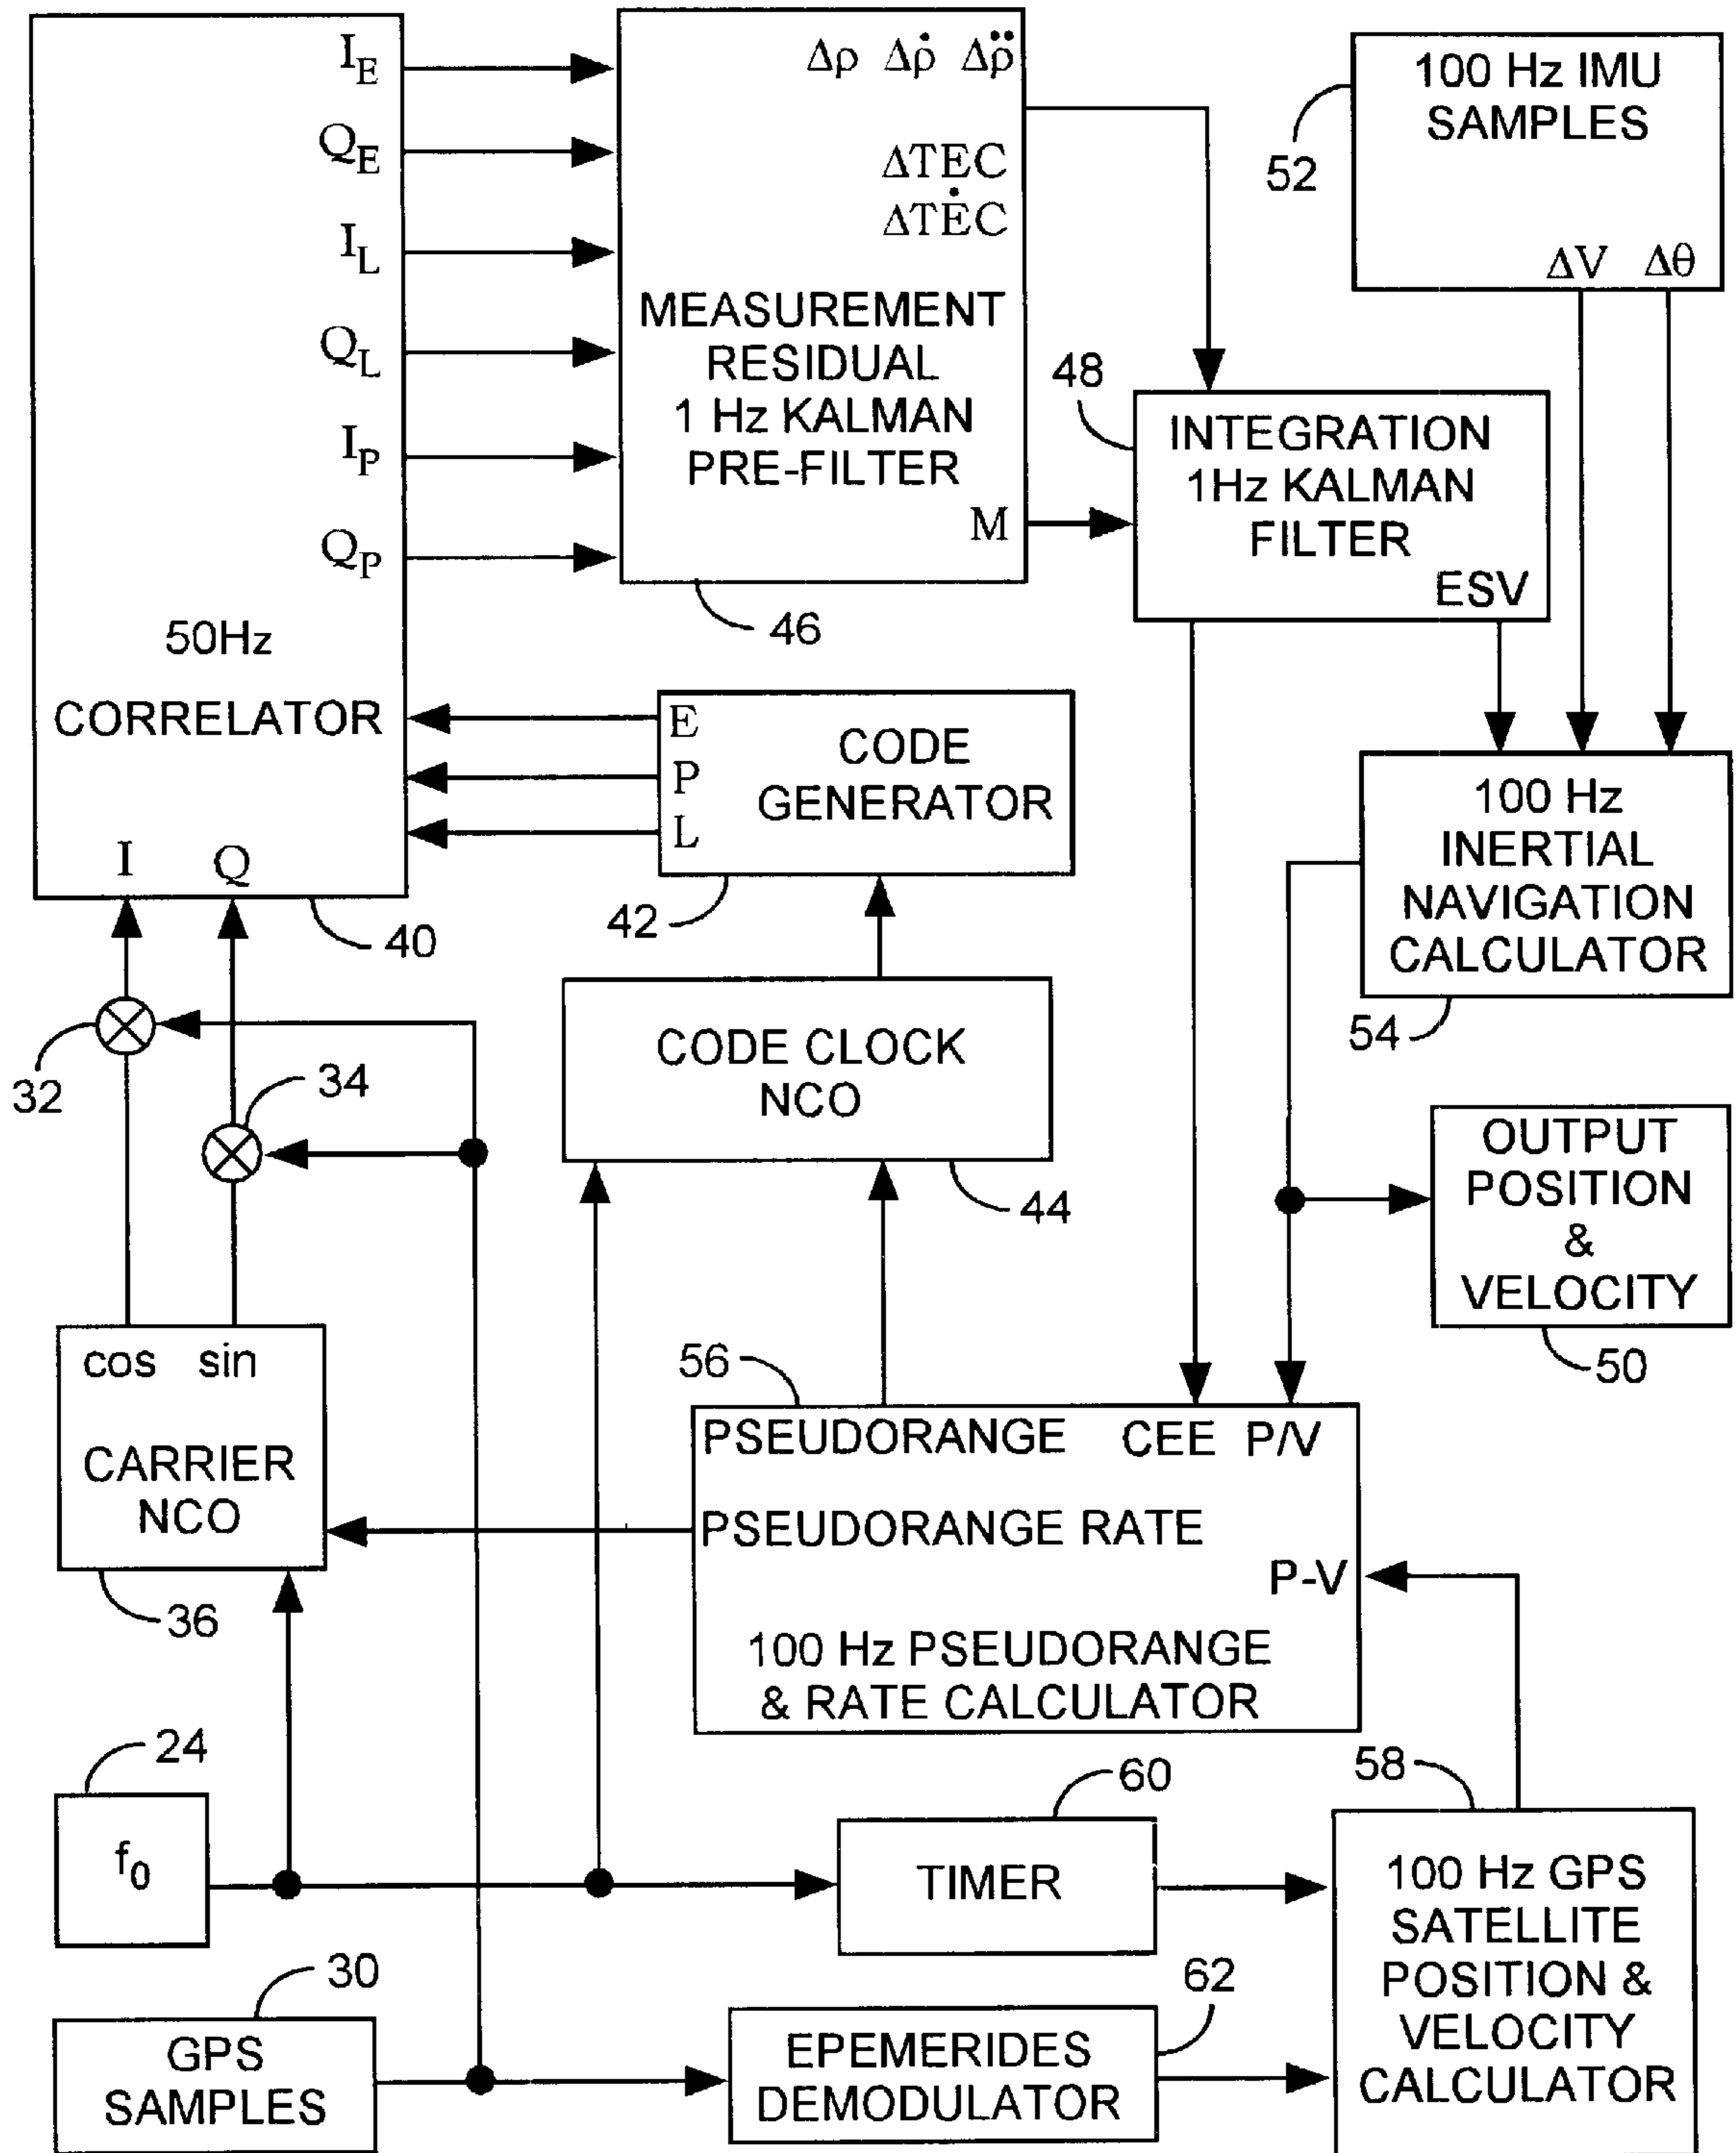 I_E
Q_E
I_L
Q_L
I_P
Q_P
50Hz
CORRELATOR
I Q
40
Δρ Δρ̇ Δρ̈
ΔTEC
ΔTĖC
MEASUREMENT
RESIDUAL
1 Hz KALMAN
PRE-FILTER
M
46
100 Hz IMU
SAMPLES
ΔV Δθ
52
48
INTEGRATION
1Hz KALMAN
FILTER
ESV
E
P
L
CODE
GENERATOR
42
100 Hz
INERTIAL
NAVIGATION
CALCULATOR
54
32
34
CODE CLOCK
NCO
44
OUTPUT
POSITION
&
VELOCITY
50
cos sin
CARRIER
NCO
36
56
PSEUDORANGE CEE P/V
PSEUDORANGE RATE
P-V
100 Hz PSEUDORANGE
& RATE CALCULATOR
24
f₀
60
TIMER
58
100 Hz GPS
SATELLITE
POSITION &
VELOCITY
CALCULATOR
30
GPS
SAMPLES
62
EPEMERIDES
DEMODULATOR